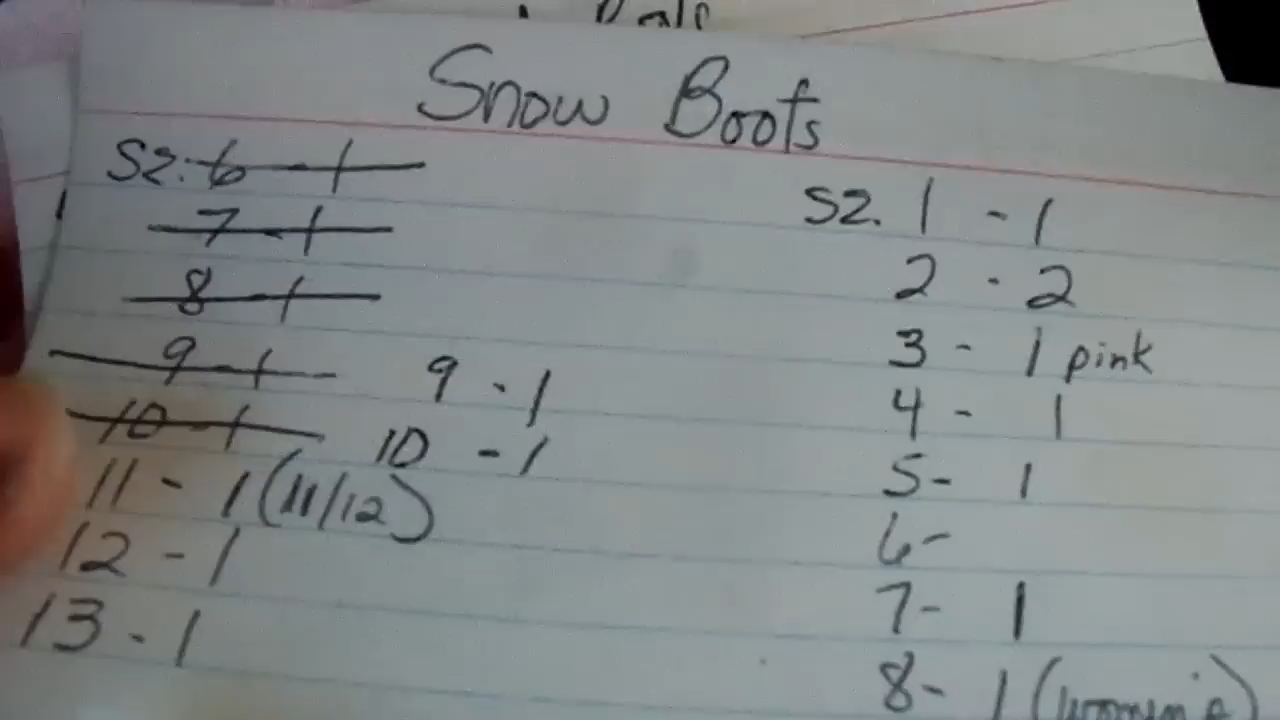 Snow Boots
Sz: 6 - 1
7 - 1
8 - 1
9 - 1
10 - 1
9 - 1
10 - 1
11 - 1 (11/12)
12 - 1
13 - 1
SZ. 1 - 1
2 - 2
3 - 1 pink
4 - 1
5 - 1
6 -
7 - 1
8 - 1 (women's)